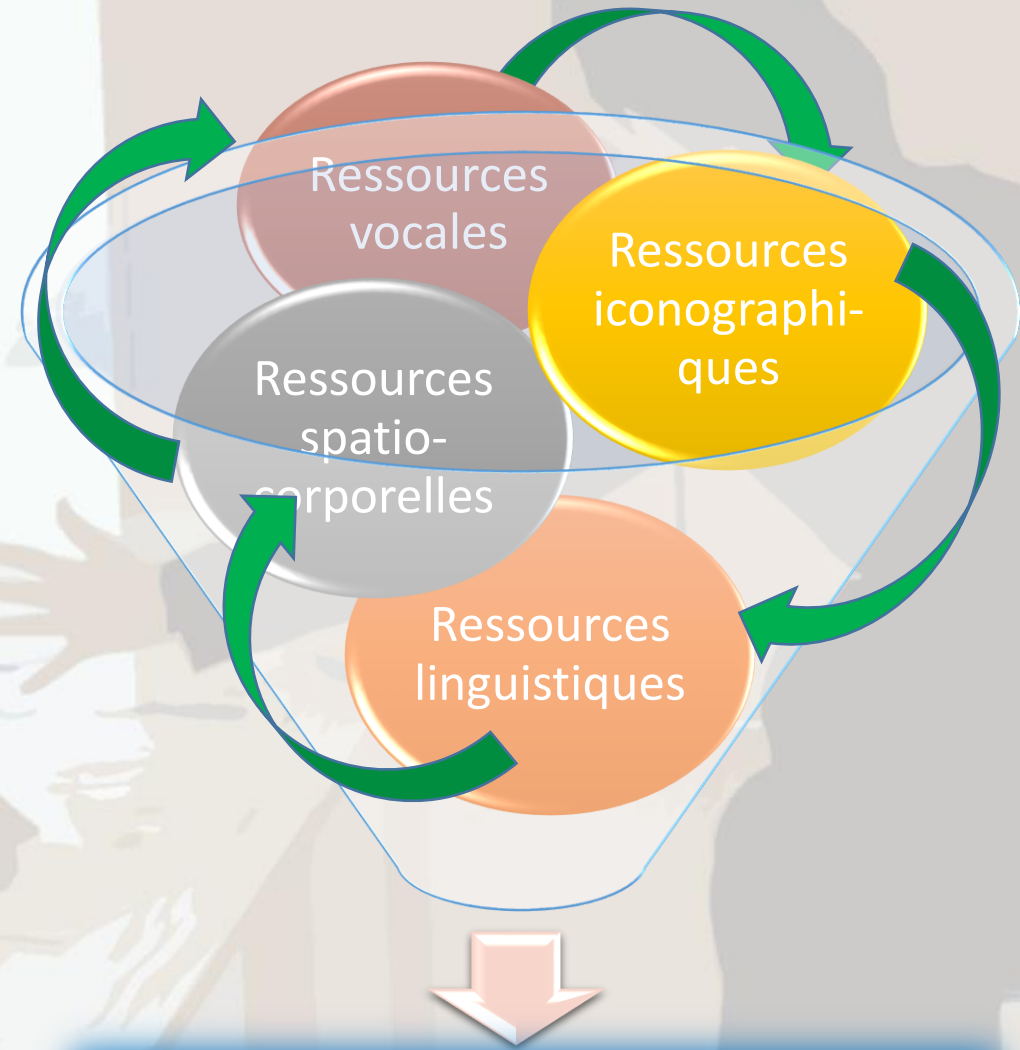 Ressources
vocales
Ressources
iconographi-
ques
Ressources
spatio-
corporelles
Ressources
linguistiques